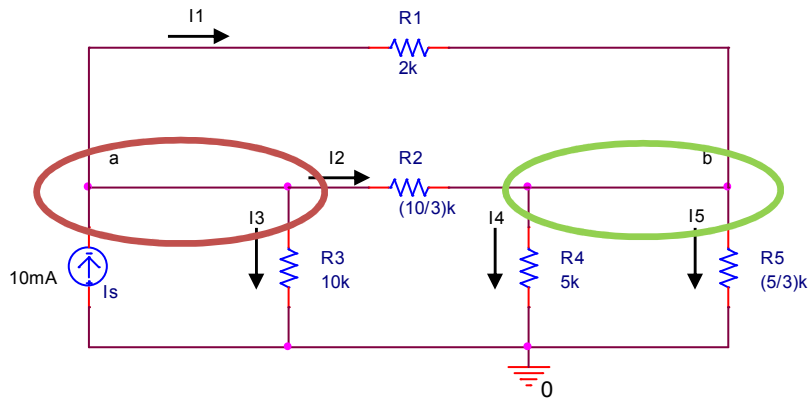 I1
R1
2k
a
b
I2
R2
(10/3)k
I3
I4
I5
10mA
Is
R3
10k
R4
5k
R5
(5/3)k
0